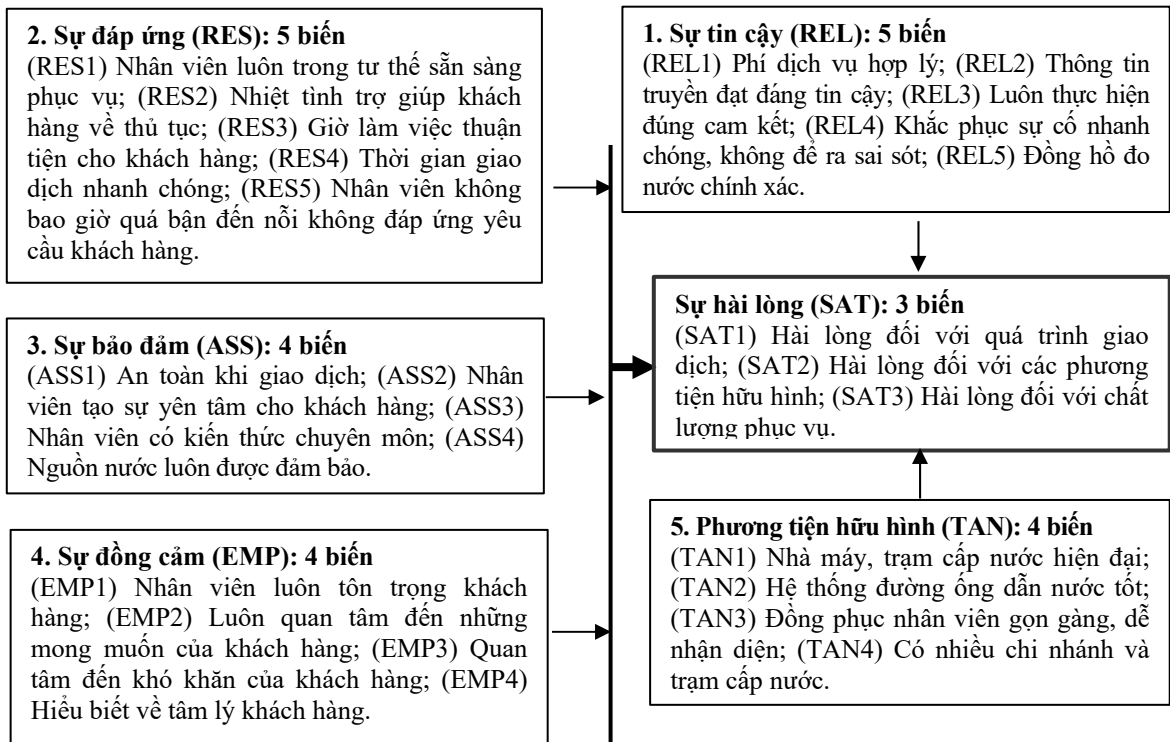 1. Sự tin cậy (REL): 5 biến
(REL1) Phí dịch vụ hợp lý; (REL2) Thông tin
truyền đạt đáng tin cậy; (REL3) Luôn thực hiện
đúng cam kết; (REL4) Khắc phục sự cố nhanh
chóng, không để ra sai sót; (REL5) Đồng hồ đo
nước chính xác.
2. Sự đáp ứng (RES): 5 biến
(RES1) Nhân viên luôn trong tư thế sẵn sàng
phục vụ; (RES2) Nhiệt tình trợ giúp khách
hàng về thủ tục; (RES3) Giờ làm việc thuận
tiện cho khách hàng; (RES4) Thời gian giao
dịch nhanh chóng; (RES5) Nhân viên không
bao giờ quá bận đến nỗi không đáp ứng yêu
cầu khách hàng.
3. Sự bảo đảm (ASS): 4 biến
(ASS1) An toàn khi giao dịch; (ASS2) Nhân
viên tạo sự yên tâm cho khách hàng; (ASS3)
Nhân viên có kiến thức chuyên môn; (ASS4)
Nguồn nước luôn được đảm bảo.
4. Sự đồng cảm (EMP): 4 biến
(EMP1) Nhân viên luôn tôn trọng khách
hàng; (EMP2) Luôn quan tâm đến những
mong muốn của khách hàng; (EMP3) Quan
tâm đến khó khăn của khách hàng; (EMP4)
Hiểu biết về tâm lý khách hàng.
5. Phương tiện hữu hình (TAN): 4 biến
(TAN1) Nhà máy, trạm cấp nước hiện đại;
(TAN2) Hệ thống đường ống dẫn nước tốt;
(TAN3) Đồng phục nhân viên gọn gàng, dễ
nhận diện; (TAN4) Có nhiều chi nhánh và
trạm cấp nước.
Sự hài lòng (SAT): 3 biến
(SAT1) Hài lòng đối với quá trình giao
dịch; (SAT2) Hài lòng đối với các phương
tiện hữu hình; (SAT3) Hài lòng đối với chất
lượng phục vụ.